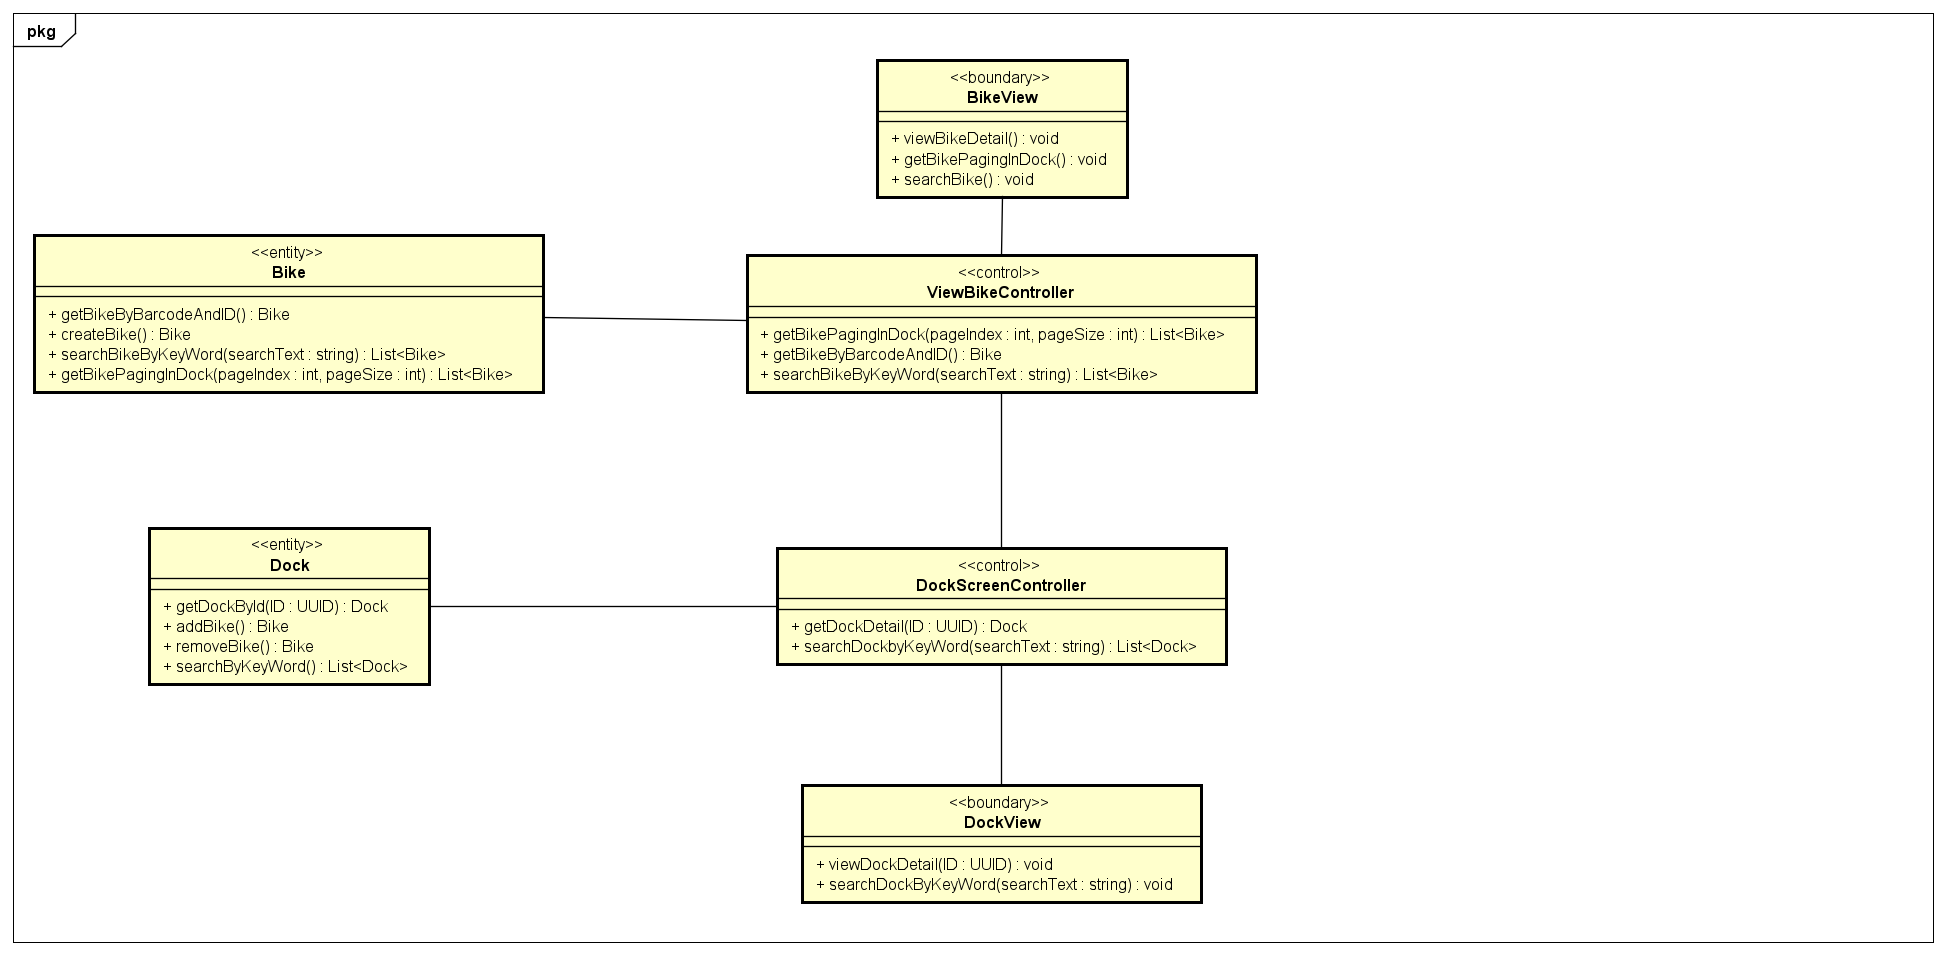 pkg
<<boundary>>
BikeView
+ viewBikeDetail() : void
+ getBikePagingInDock() : void
+ searchBike() : void
<<entity>>
Bike
+ getBikeByBarcodeAndID() : Bike
+ createBike() : Bike
+ searchBikeByKeyWord(searchText : string) : List<Bike>
+ getBikePagingInDock(pageIndex : int, pageSize : int) : List<Bike>
<<control>>
ViewBikeController
+ getBikePagingInDock(pageIndex : int, pageSize : int) : List<Bike>
+ getBikeByBarcodeAndID() : Bike
+ searchBikeByKeyWord(searchText : string) : List<Bike>
<<entity>>
Dock
+ getDockById(ID : UUID) : Dock
+ addBike() : Bike
+ removeBike() : Bike
+ searchByKeyWord() : List<Dock>
<<control>>
DockScreenController
+ getDockDetail(ID : UUID) : Dock
+ searchDockbyKeyWord(searchText : string) : List<Dock>
<<boundary>>
DockView
+ viewDockDetail(ID : UUID) : void
+ searchDockByKeyWord(searchText : string) : void